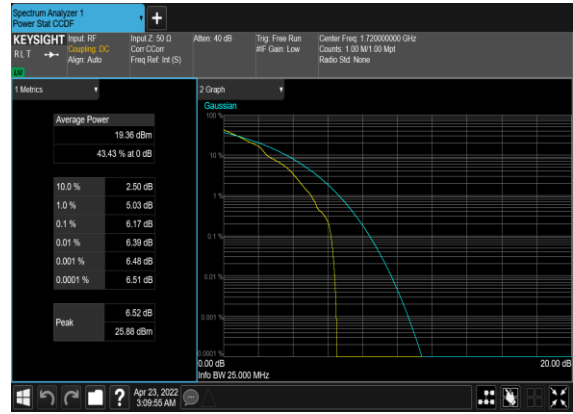 Spectrum Analyzer 1
Power Stat CCDF
KEYSIGHT
RLT
LW
Input: RF
Coupling: DC
Align: Auto
Input Z: 50 Ω
Corr CCorr
Freq Ref: Int (S)
Atten: 40 dB
Trig: Free Run
#IF Gain: Low
Center Freq: 1.720000000 GHz
Counts: 1.00 M/1.00 Mpt
Radio Std: None
1 Metrics
Average Power
19.36 dBm
43.43 % at 0 dB
10.0 % 2.50 dB
1.0 % 5.03 dB
0.1 % 6.17 dB
0.01 % 6.39 dB
0.001 % 6.48 dB
0.0001 % 6.51 dB
Peak
6.52 dB
25.88 dBm
2 Graph
Gaussian
100 %
10 %
1 %
0.1 %
0.01 %
0.001 %
0.0001 %
0.00 dB
20.00 dB
Info BW 25.000 MHz
?
Apr 23, 2022
3:09:55 AM